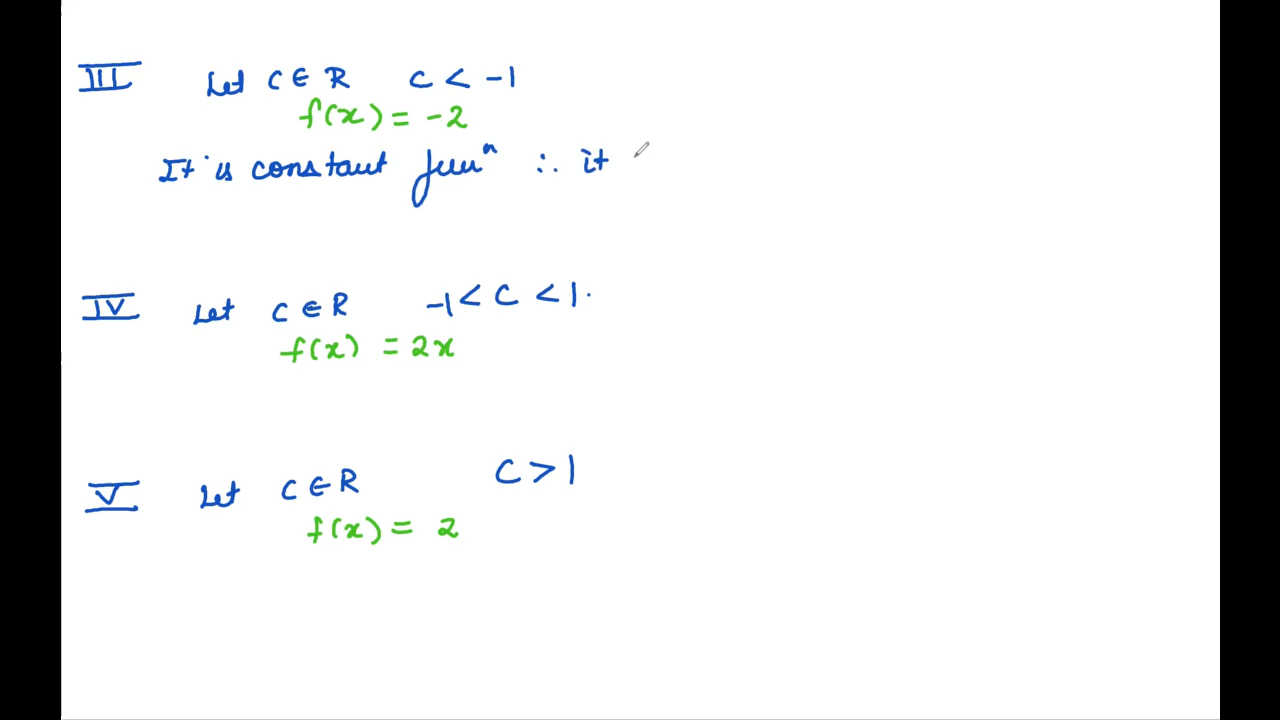 III Let C ∈ R C < -1
f(x) = -2
It is constant funⁿ ∴ it
IV Let C ∈ R -1 < C < 1.
f(x) = 2x
V Let C ∈ R C > 1
f(x) = 2